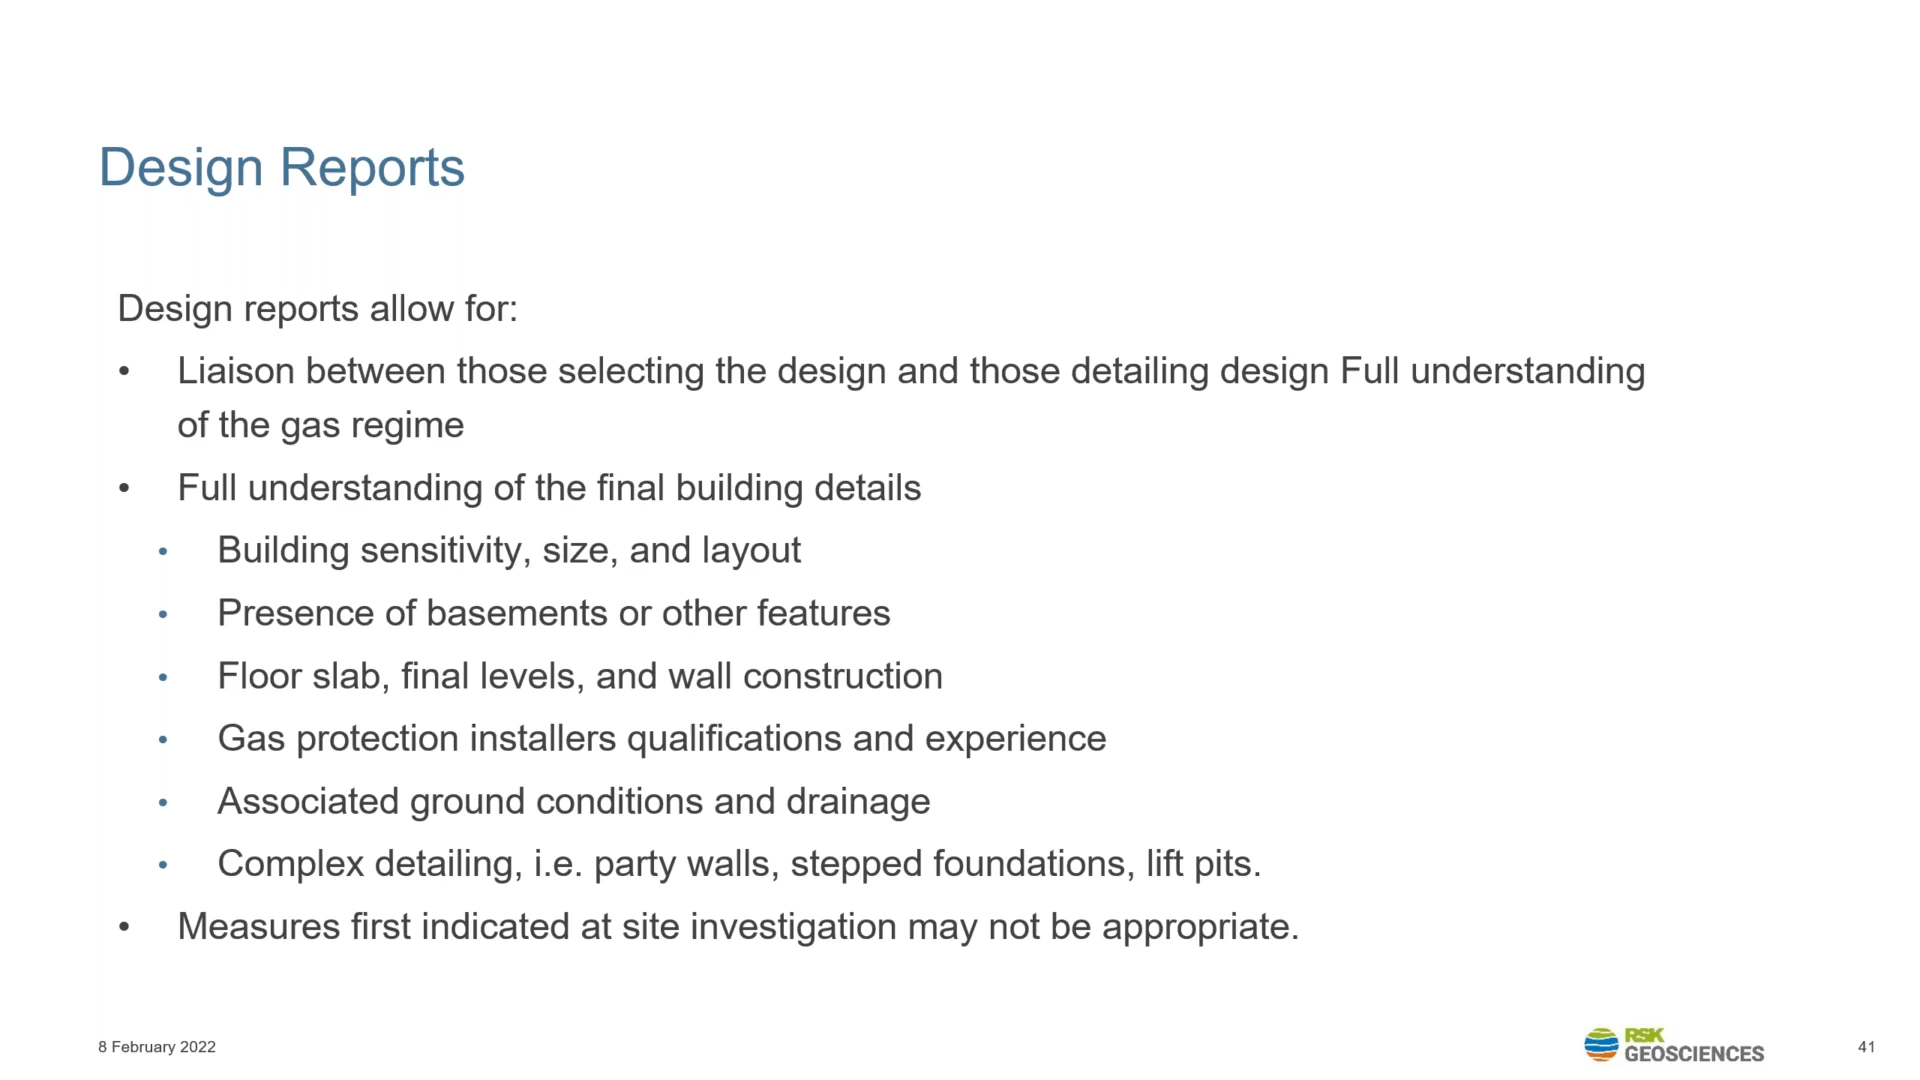 Design Reports
Design reports allow for:
• Liaison between those selecting the design and those detailing design Full understanding
of the gas regime
• Full understanding of the final building details
• Building sensitivity, size, and layout
• Presence of basements or other features
• Floor slab, final levels, and wall construction
• Gas protection installers qualifications and experience
• Associated ground conditions and drainage
• Complex detailing, i.e. party walls, stepped foundations, lift pits.
• Measures first indicated at site investigation may not be appropriate.
8 February 2022
RSK
GEOSCIENCES
41